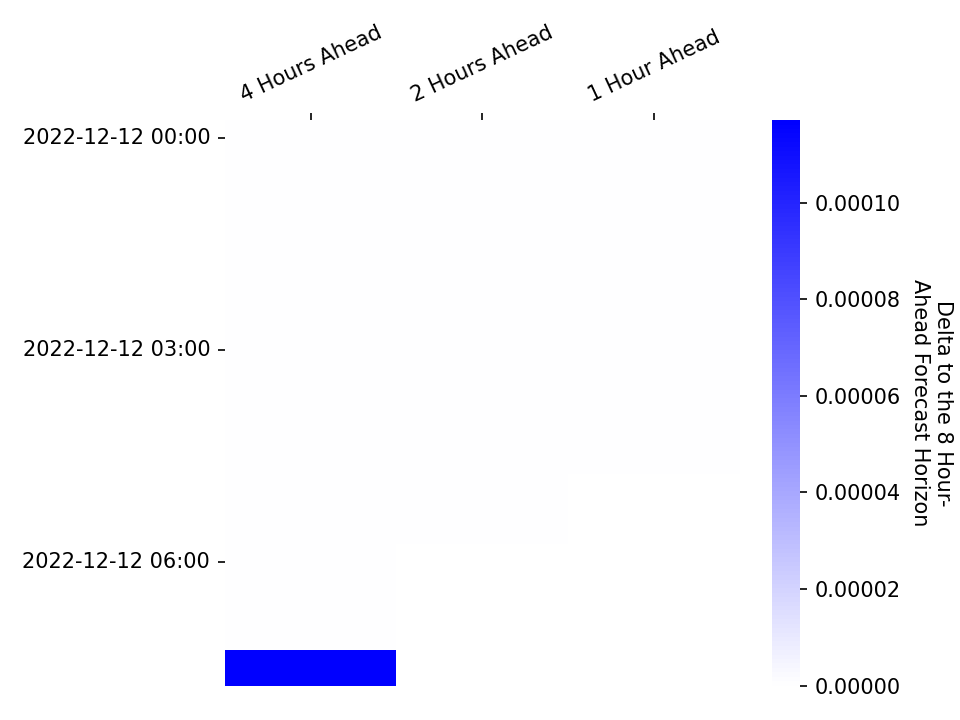 4 Hours Ahead
2 Hours Ahead
1 Hour Ahead
2022-12-12 00:00
2022-12-12 03:00
2022-12-12 06:00
0.00010
0.00008
0.00006
0.00004
0.00002
0.00000
Delta to the 8 Hour-
Ahead Forecast Horizon